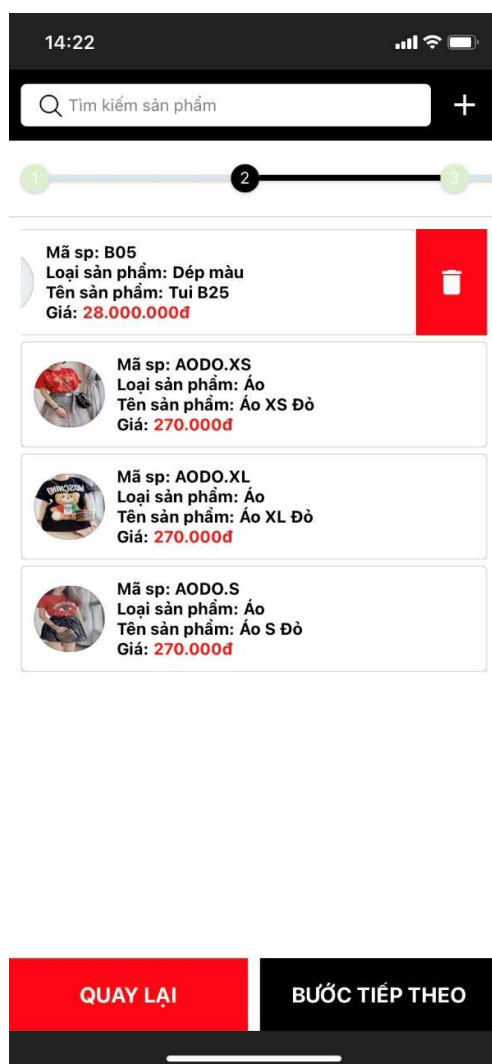 14:22
Tìm kiếm sản phẩm
1
2
3
Mã sp: B05
Loại sản phẩm: Dép màu
Tên sản phẩm: Tui B25
Giá: 28.000.000đ
Mã sp: AODO.XS
Loại sản phẩm: Áo
Tên sản phẩm: Áo XS Đỏ
Giá: 270.000đ
Mã sp: AODO.XL
Loại sản phẩm: Áo
Tên sản phẩm: Áo XL Đỏ
Giá: 270.000đ
Mã sp: AODO.S
Loại sản phẩm: Áo
Tên sản phẩm: Áo S Đỏ
Giá: 270.000đ
QUAY LẠI
BƯỚC TIẾP THEO